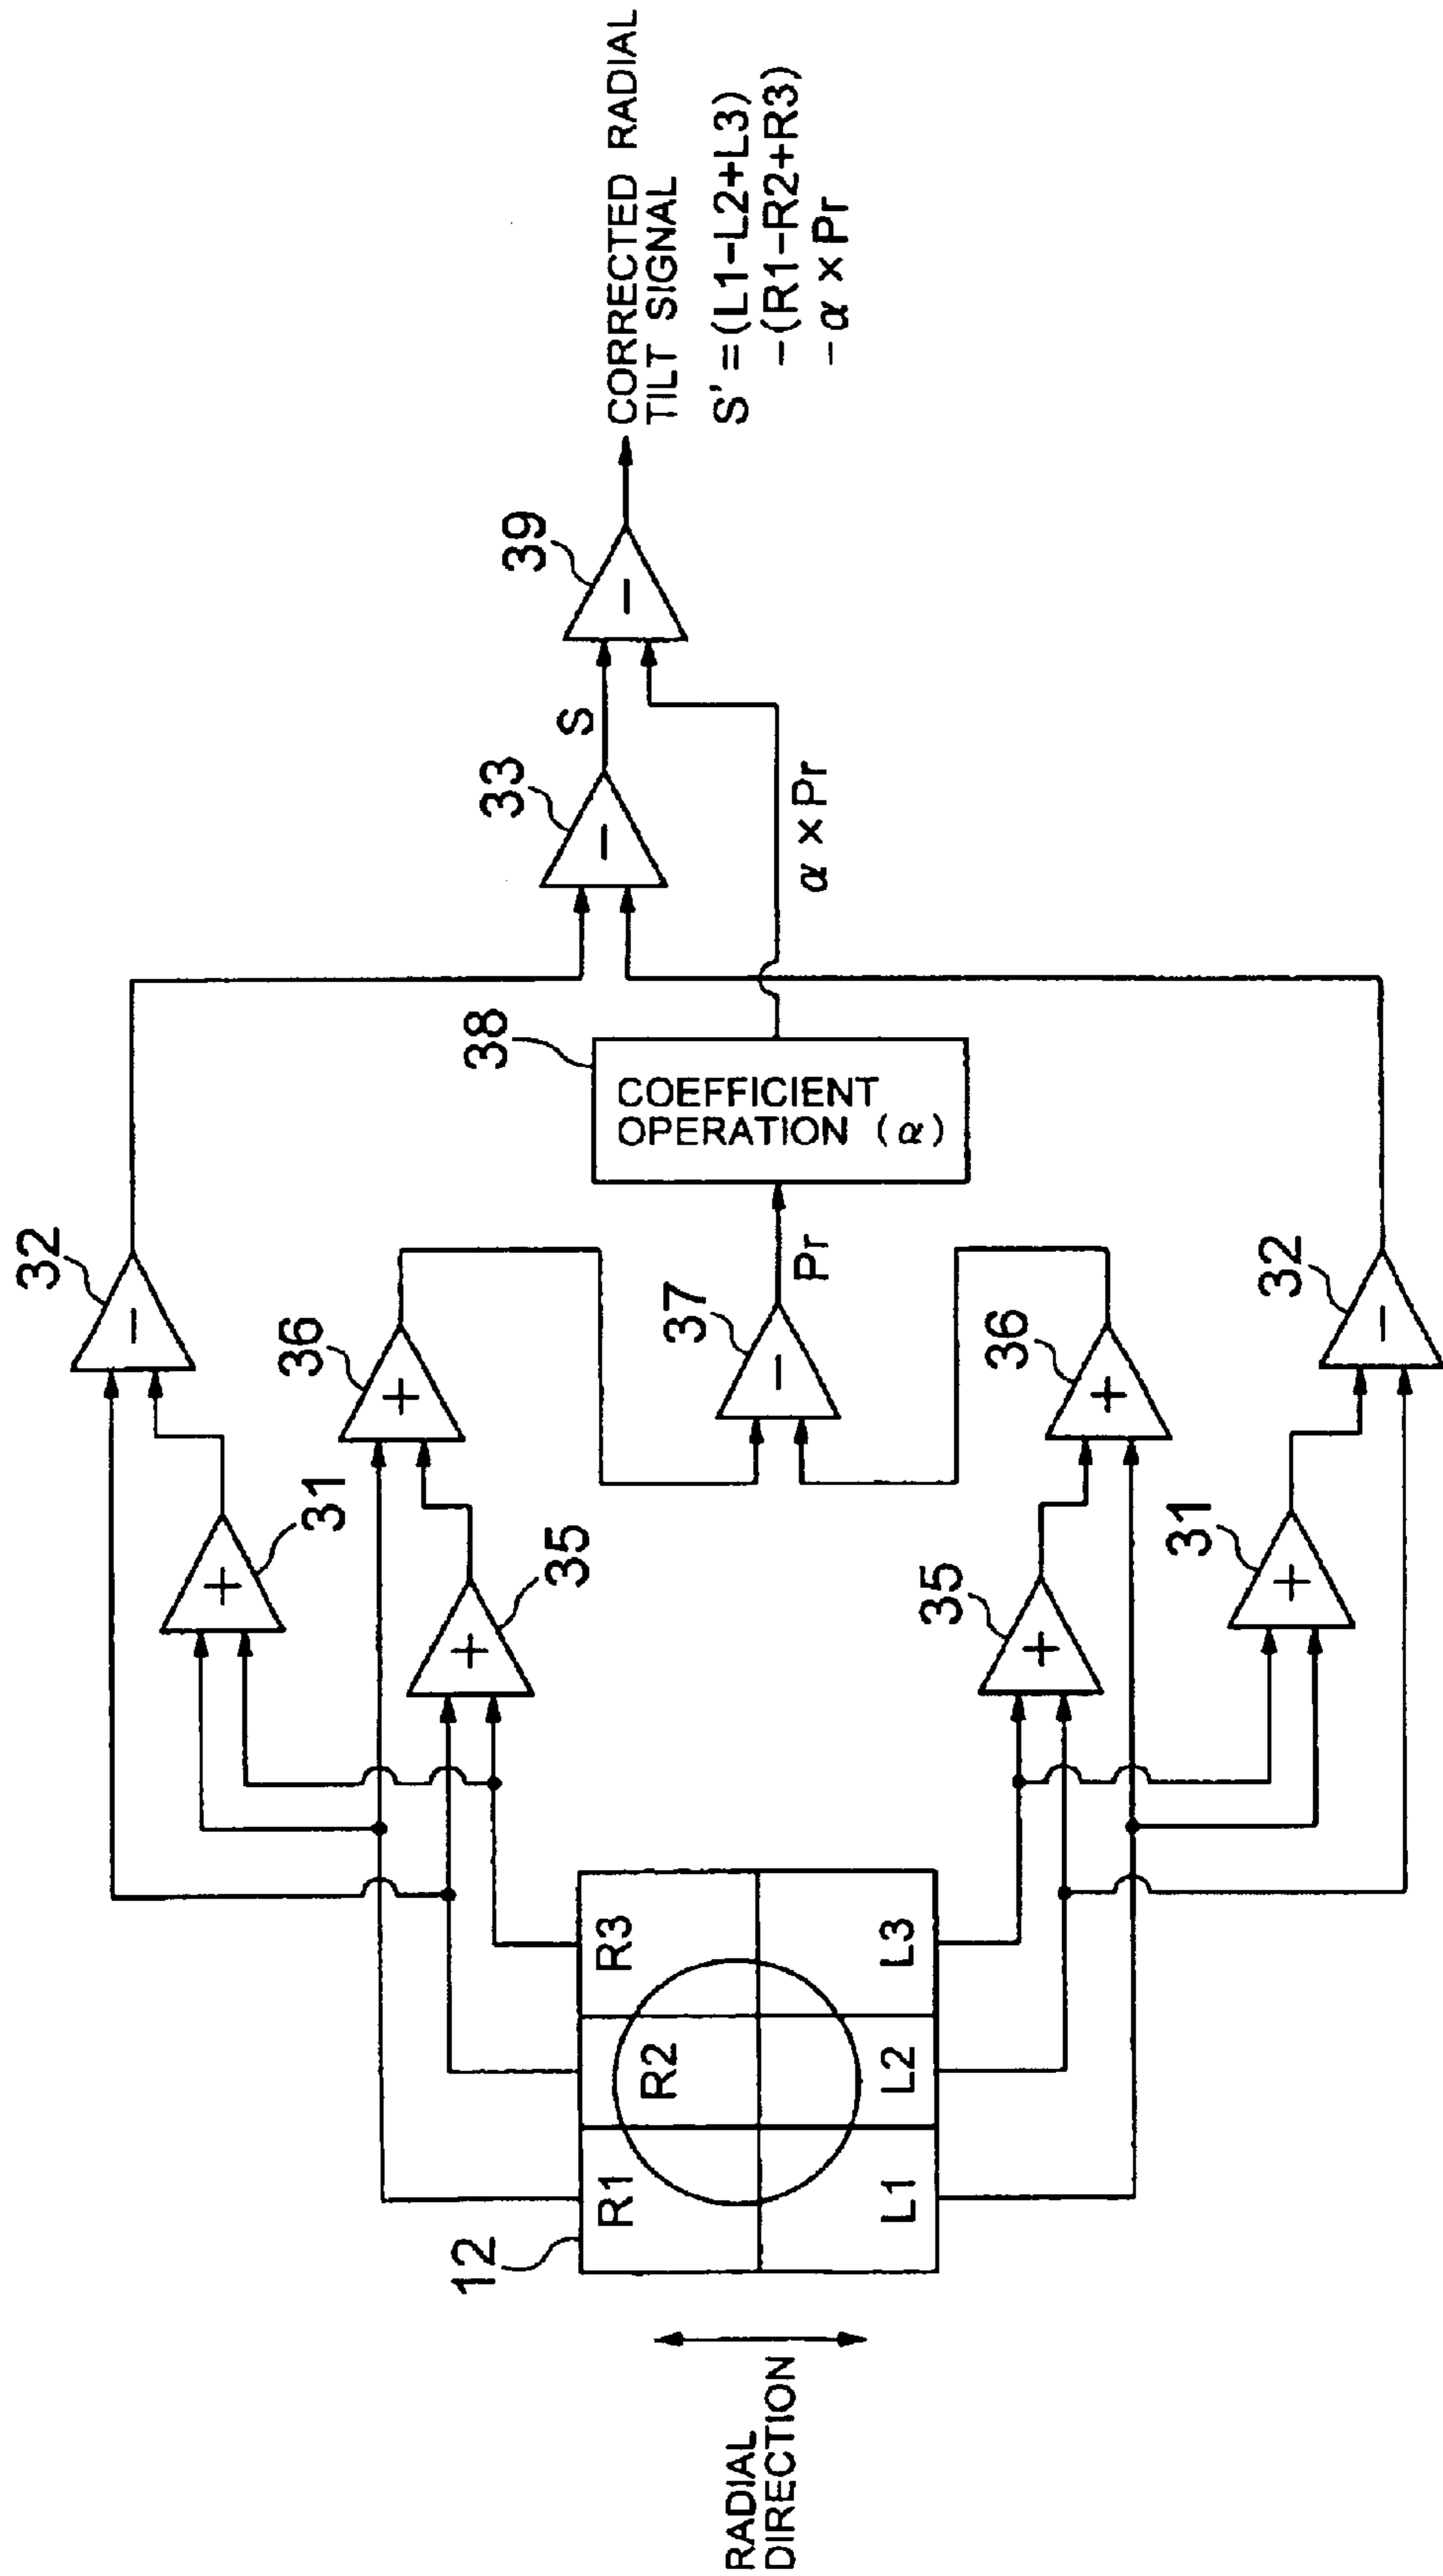 RADIAL
DIRECTION
12
R1
R2
R3
L1
L2
L3
31
32
35
36
37
Pr
35
36
31
32
38
COEFFICIENT
OPERATION (α)
α × Pr
33
S
39
CORRECTED RADIAL
TILT SIGNAL
S' =(L1-L2+L3)
-(R1-R2+R3)
-α × Pr